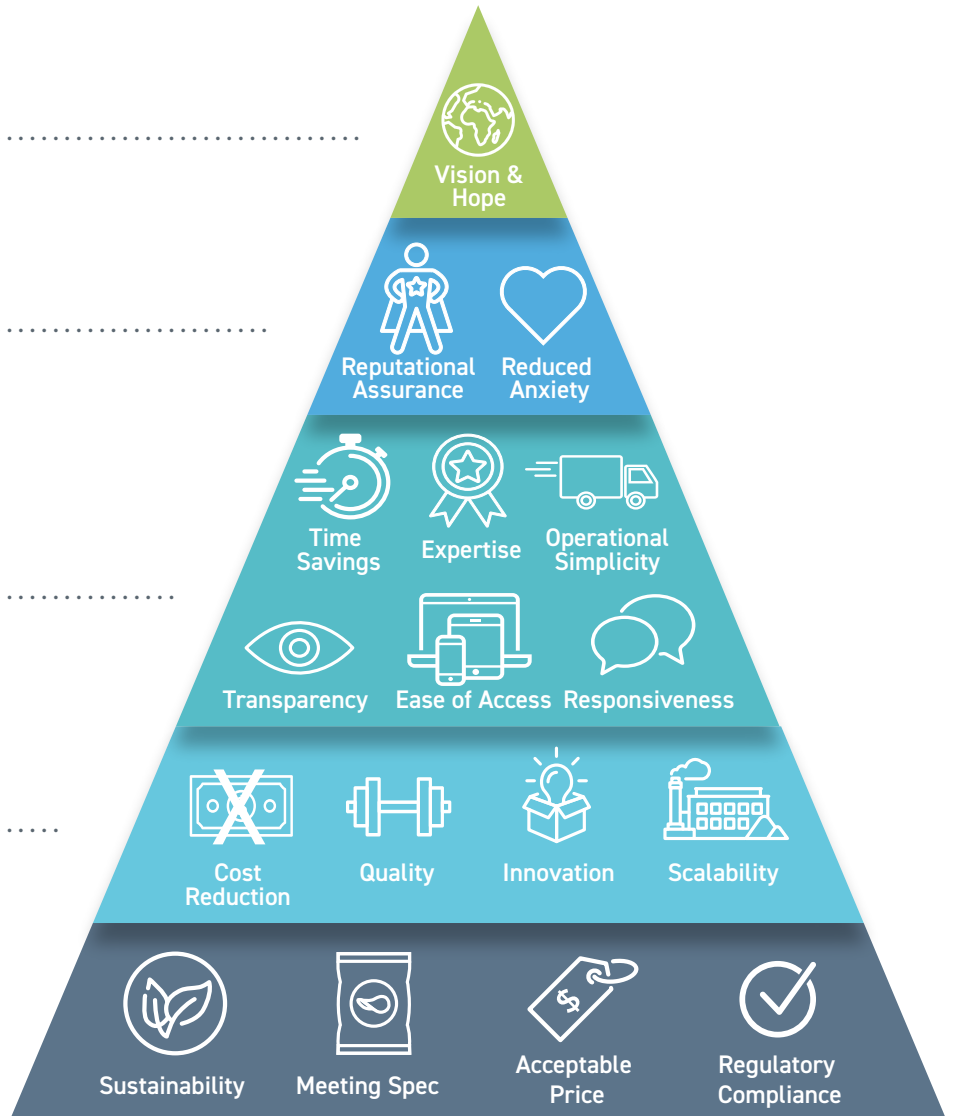 Vision &
Hope
Reputational
Assurance
Reduced
Anxiety
Time
Savings
Expertise
Operational
Simplicity
Transparency
Ease of Access
Responsiveness
Cost
Reduction
Quality
Innovation
Scalability
Sustainability
Meeting Spec
Acceptable
Price
$
Regulatory
Compliance